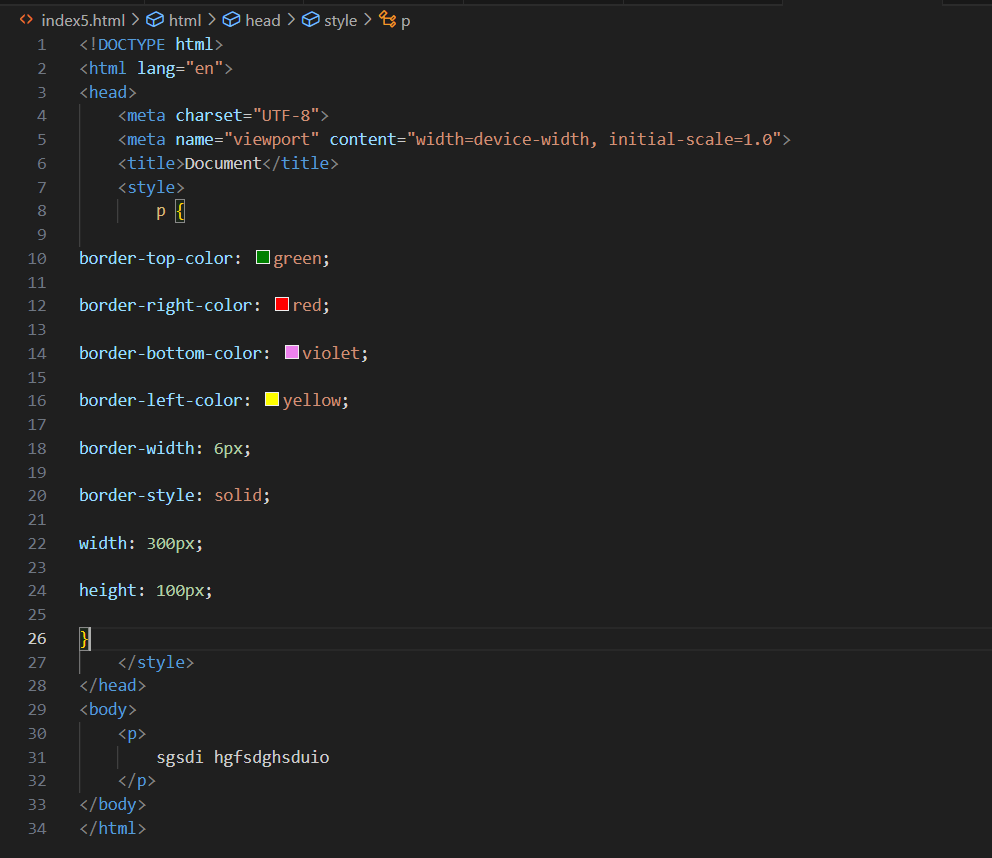 index5.html > html > head > style > p
1 <!DOCTYPE html>
2 <html lang="en">
3 <head>
4 <meta charset="UTF-8">
5 <meta name="viewport" content="width=device-width, initial-scale=1.0">
6 <title>Document</title>
7 <style>
8 p {
9
10 border-top-color: green;
11
12 border-right-color: red;
13
14 border-bottom-color: violet;
15
16 border-left-color: yellow;
17
18 border-width: 6px;
19
20 border-style: solid;
21
22 width: 300px;
23
24 height: 100px;
25
26 }
27 </style>
28 </head>
29 <body>
30 <p>
31 sgsdi hgfsdghsduio
32 </p>
33 </body>
34 </html>